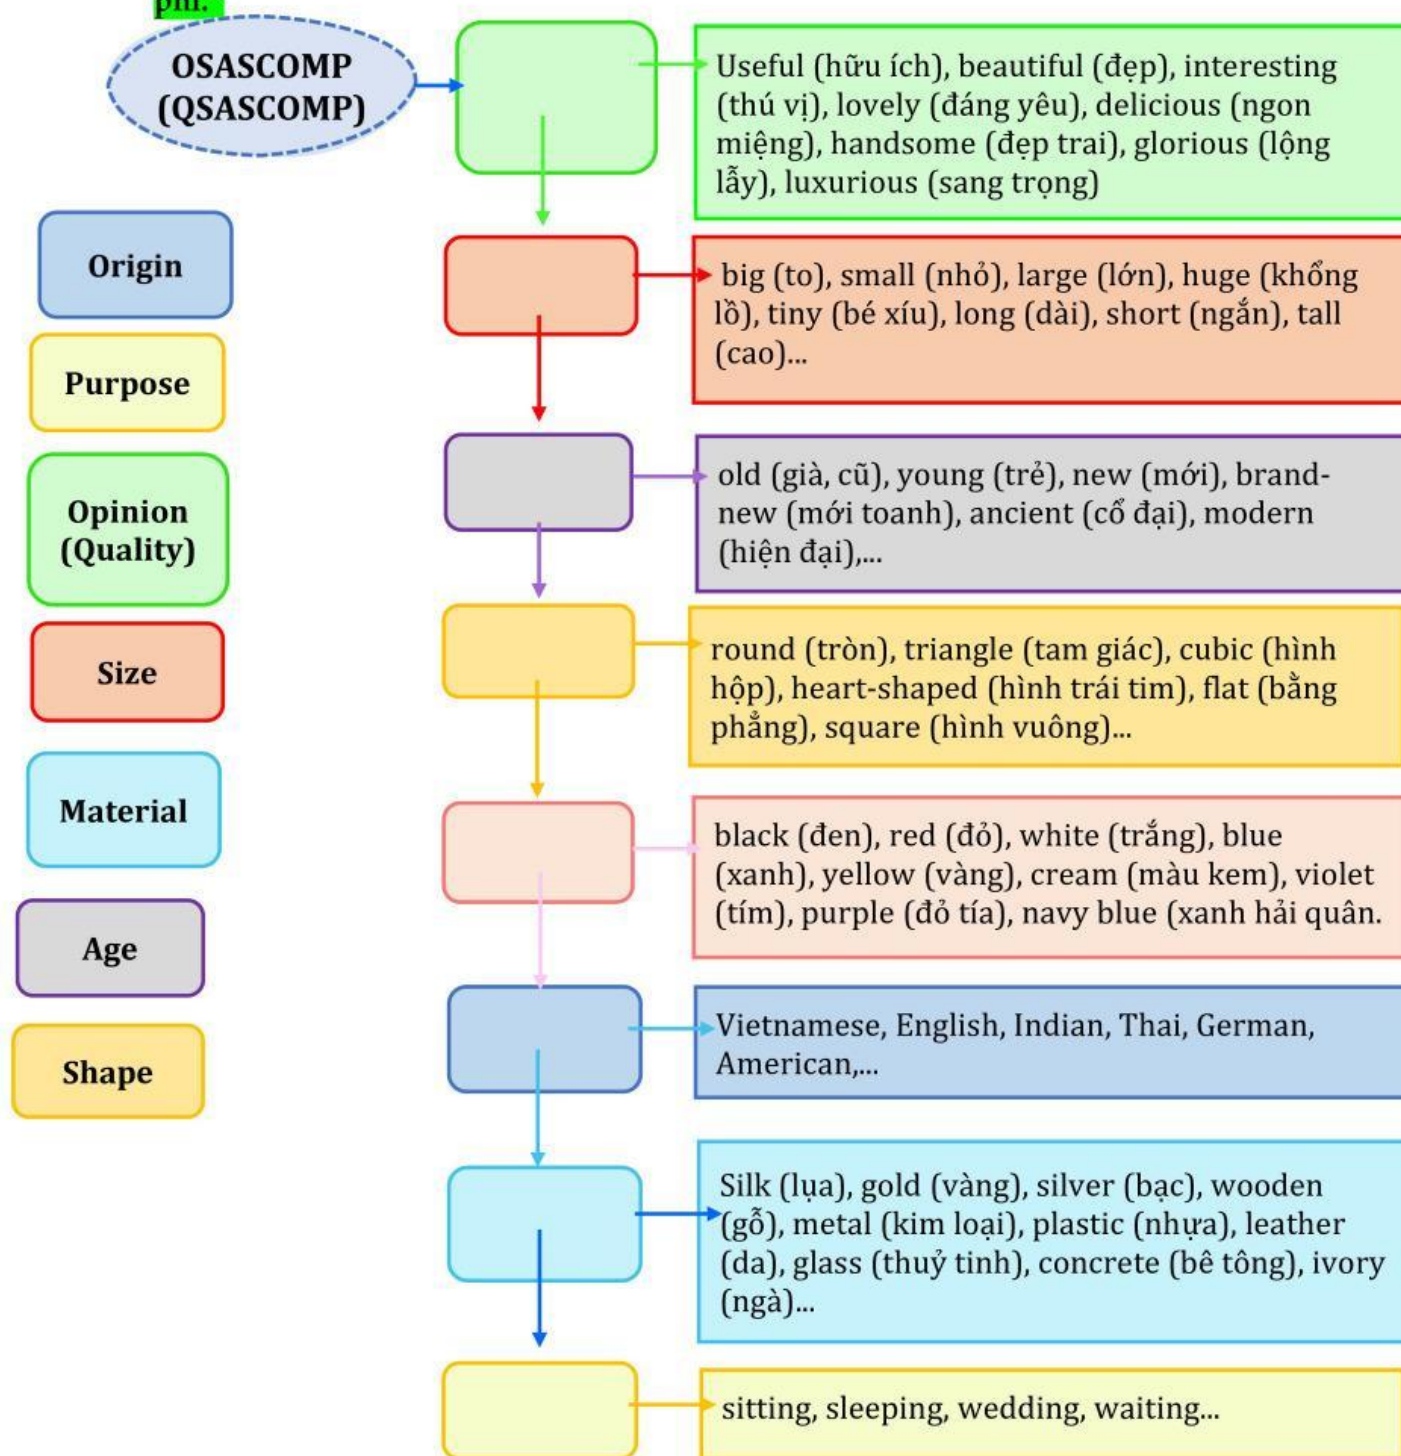 phí.
OSASCOMP
(QSASCOMP)
Useful (hữu ích), beautiful (đẹp), interesting
(thú vị), lovely (đáng yêu), delicious (ngon
miệng), handsome (đẹp trai), glorious (lộng
lẫy), luxurious (sang trọng)
Origin
big (to), small (nhỏ), large (lớn), huge (khổng
lồ), tiny (bé xíu), long (dài), short (ngắn), tall
(cao)...
Purpose
Opinion
(Quality)
old (già, cũ), young (trẻ), new (mới), brand-
new (mới toanh), ancient (cổ đại), modern
(hiện đại),...
Size
round (tròn), triangle (tam giác), cubic (hình
hộp), heart-shaped (hình trái tim), flat (bằng
phẳng), square (hình vuông)...
Material
black (đen), red (đỏ), white (trắng), blue
(xanh), yellow (vàng), cream (màu kem), violet
(tím), purple (đỏ tía), navy blue (xanh hải quân.
Age
Shape
Vietnamese, English, Indian, Thai, German,
American,...
Silk (lụa), gold (vàng), silver (bạc), wooden
(gỗ), metal (kim loại), plastic (nhựa), leather
(da), glass (thuỷ tinh), concrete (bê tông), ivory
(ngà)...
sitting, sleeping, wedding, waiting...